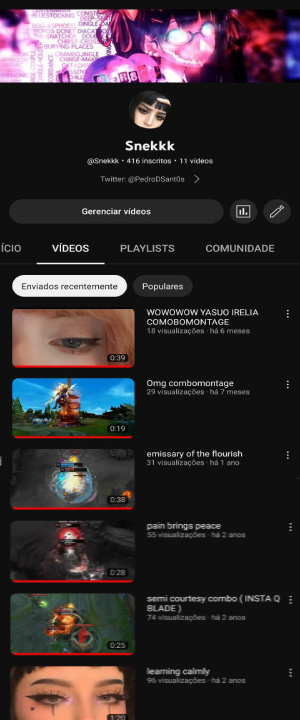 Snekkk
@Snekkk • 416 inscritos • 11 vídeos
Twitter: @PedroDSant0s
Gerenciar vídeos
ÍCIO VÍDEOS PLAYLISTS COMUNIDADE
Enviados recentemente Populares
WOWOWOW YASUO IRELIA
COMOBOMONTAGE
18 visualizações · há 6 meses
0:39
Omg combomontage
29 visualizações · há 7 meses
0:19
emissary of the flourish
31 visualizações · há 1 ano
0:38
pain brings peace
55 visualizações · há 2 anos
0:28
semi courtesy combo ( INSTA Q
BLADE )
74 visualizações · há 2 anos
0:25
learning calmly
96 visualizações · há 2 anos
1:20